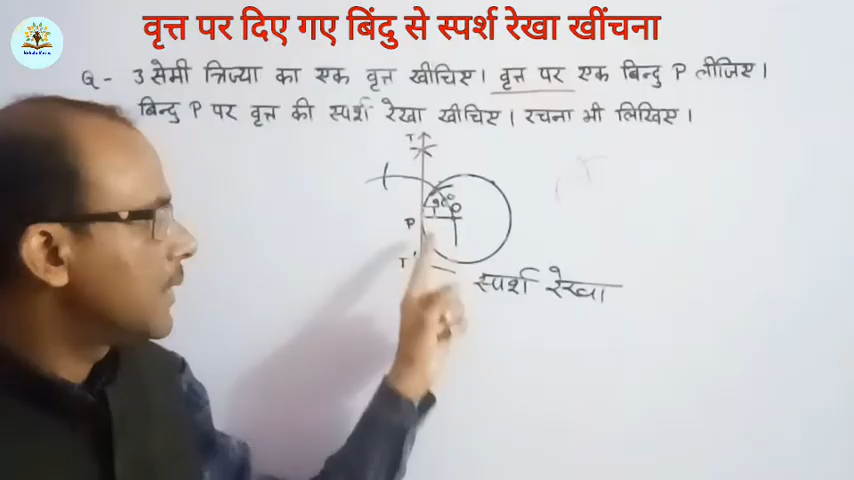 वृत्त पर दिए गए बिंदु से स्पर्श रेखा खींचना
Q - 3 सेमी त्रिज्या का एक वृत्त खीचिए। वृत्त पर एक बिन्दु P लीजिए।
बिन्दु P पर वृत्त की स्पर्श रेखा खीचिए। रचना भी लिखिए।
T
90°
O
P
T'
स्पर्श रेखा